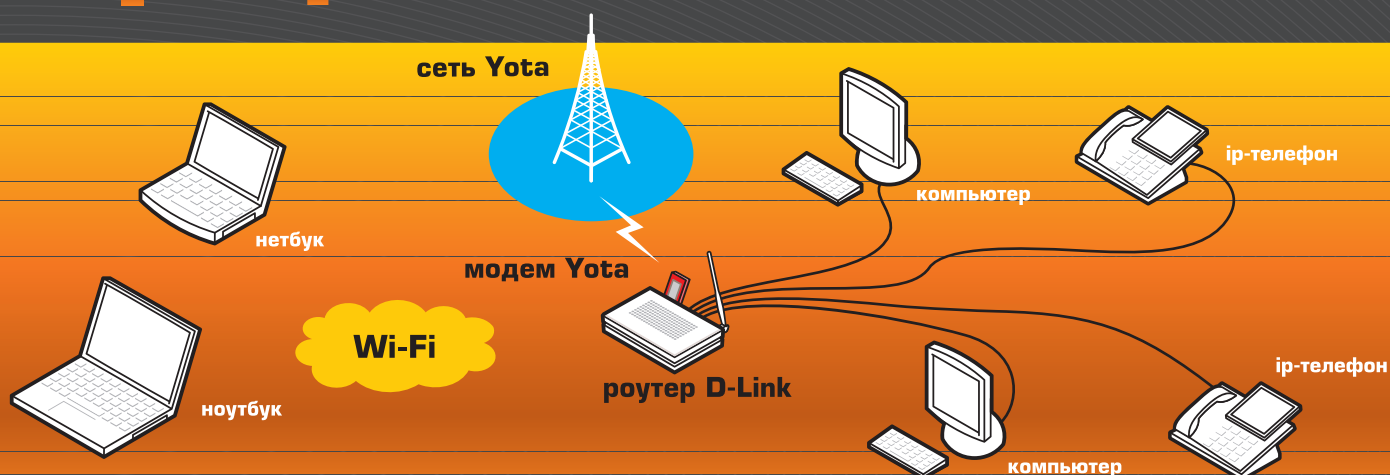 сеть Yota
ip-телефон
компьютер
нетбук
модем Yota
Wi-Fi
ip-телефон
роутер D-Link
ноутбук
компьютер